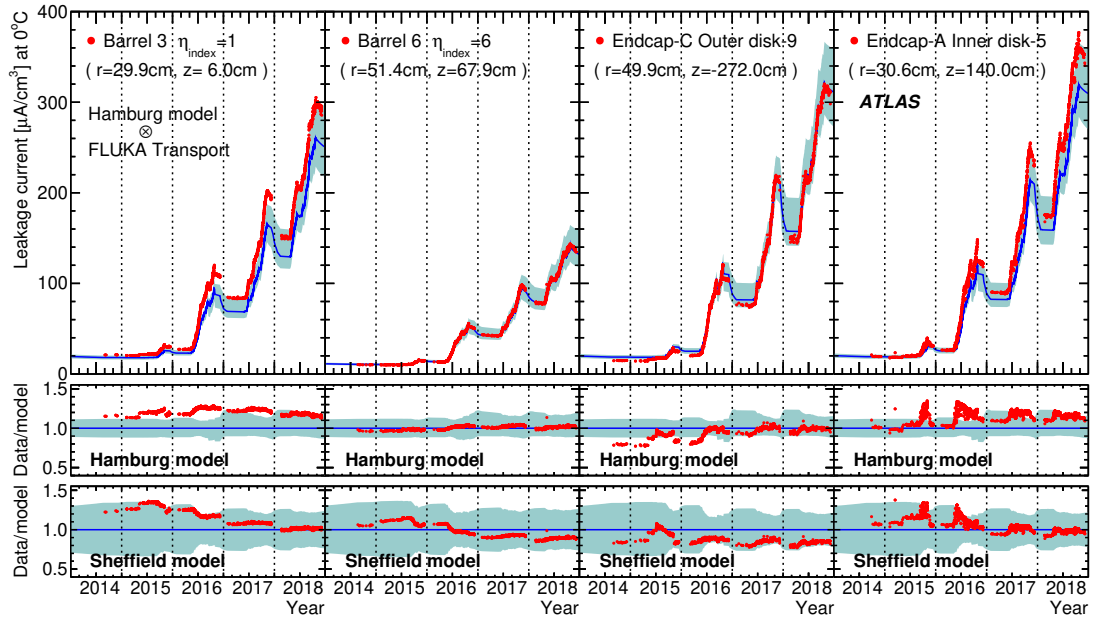 Leakage current [μA/cm³] at 0°C
400
300
200
100
0
Barrel 3 η_index=1
( r=29.9cm, z= 6.0cm )
Hamburg model
⊗
FLUKA Transport
Barrel 6 η_index=6
( r=51.4cm, z=67.9cm )
Endcap-C Outer disk-9
( r=49.9cm, z=-272.0cm )
Endcap-A Inner disk-5
( r=30.6cm, z=140.0cm )
ATLAS
Data/model
1.5
1.0
0.5
Hamburg model
Hamburg model
Hamburg model
Hamburg model
Data/model
1.5
1.0
0.5
Sheffield model
Sheffield model
Sheffield model
Sheffield model
2014 2015 2016 2017 2018
2014 2015 2016 2017 2018
2014 2015 2016 2017 2018
2014 2015 2016 2017 2018
Year
Year
Year
Year